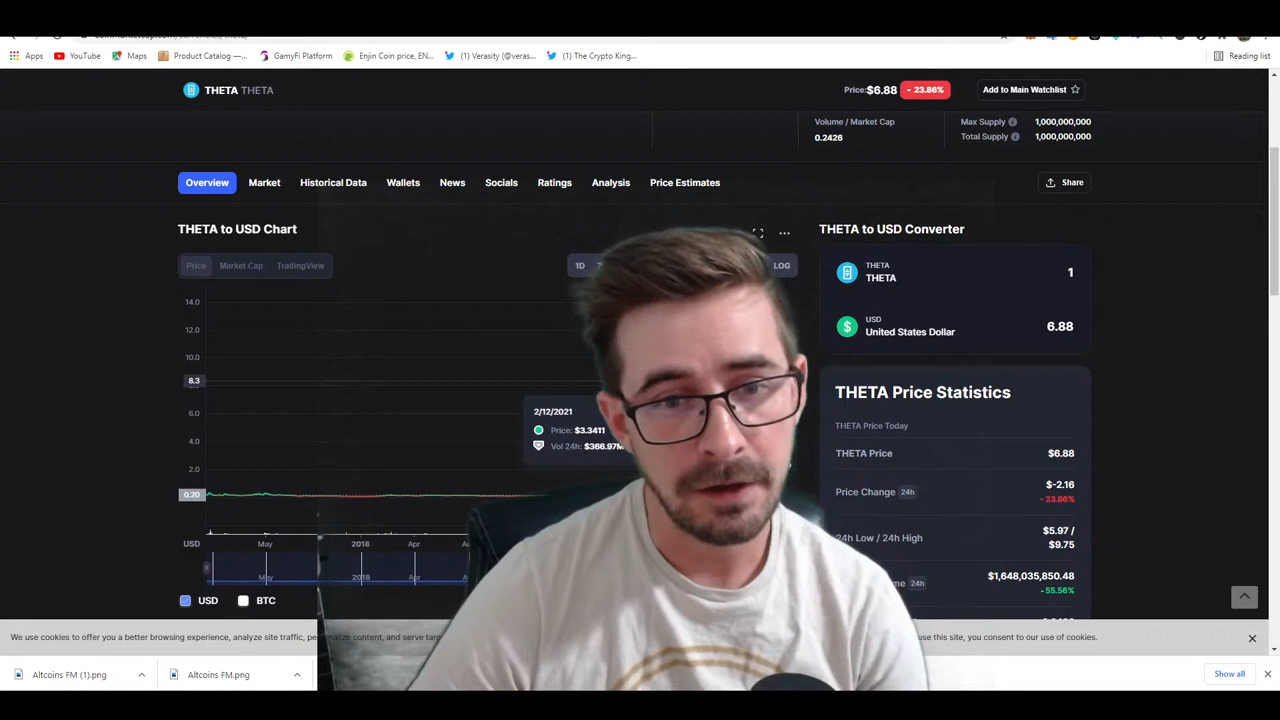 Apps
YouTube
Maps
Product Catalog —...
GamyFi Platform
Enjin Coin price, EN...
(1) Verasity (@veras...
(1) The Crypto King...
Reading list
THETA THETA
Price:$6.88
- 23.86%
Add to Main Watchlist
Volume / Market Cap
0.2426
Max Supply
1,000,000,000
Total Supply
1,000,000,000
Overview
Market
Historical Data
Wallets
News
Socials
Ratings
Analysis
Price Estimates
Share
THETA to USD Chart
Price
Market Cap
TradingView
1D
LOG
14.0
12.0
10.0
8.3
6.0
4.0
2.0
0.20
2/12/2021
Price: $3.3411
Vol 24h: $366.97M
USD
May
2018
Apr
May
2018
Apr
USD
BTC
THETA to USD Converter
THETA
THETA
1
USD
United States Dollar
6.88
THETA Price Statistics
THETA Price Today
THETA Price
$6.88
Price Change 24h
$-2.16
- 23.86%
24h Low / 24h High
$5.97 /
$9.75
24h
$1,648,035,850.48
- 55.56%
We use cookies to offer you a better browsing experience, analyze site traffic,
use this site, you consent to our use of cookies.
Altcoins FM (1).png
Altcoins FM.png
Show all